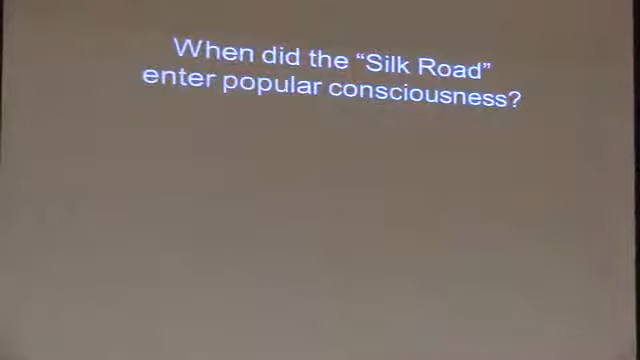 When did the “Silk Road”
enter popular consciousness?